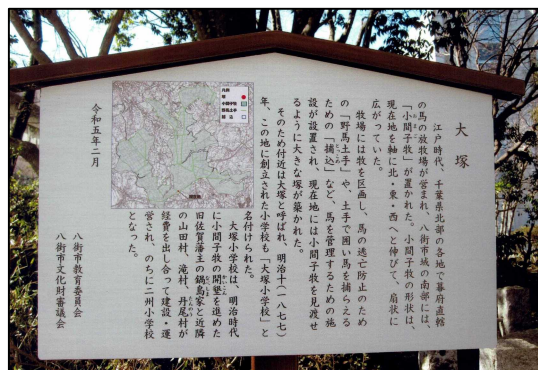 大塚
江戸時代、千葉県北部の各地で幕府直轄
の馬の放牧場が営まれ、八街市域の南部には、
「小間子牧」が置かれた。小間子牧の形状は、
現在地を軸に北・東・西へと伸びて、扇状に
広がっていた。
牧場には牧を区画し、馬の逃亡防止のため
の「野馬土手」や、土手で囲い馬を捕らえる
ための「捕込」など、馬を管理するための施
設が設置され、現在地には小間子牧を見渡せ
るように大きな塚が築かれた。
そのため付近は大塚と呼ばれ、明治十(一八七七)
年、この地に創立された小学校も「大塚小学校」と
名付けられた。
大塚小学校は、明治時代
に小間子牧の開墾を進めた
旧佐賀藩主の鍋島家と近隣
の山田村、滝村、丹尾村が
経費を出し合って建設・運
営され、のちに二州小学校
となった。
令和五年二月
八街市教育委員会
八街市文化財審議会
凡例